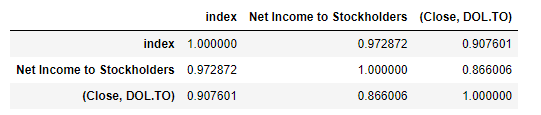 index Net Income to Stockholders (Close, DOL.TO)
index 1.000000 0.972872 0.907601
Net Income to Stockholders 0.972872 1.000000 0.866006
(Close, DOL.TO) 0.907601 0.866006 1.000000